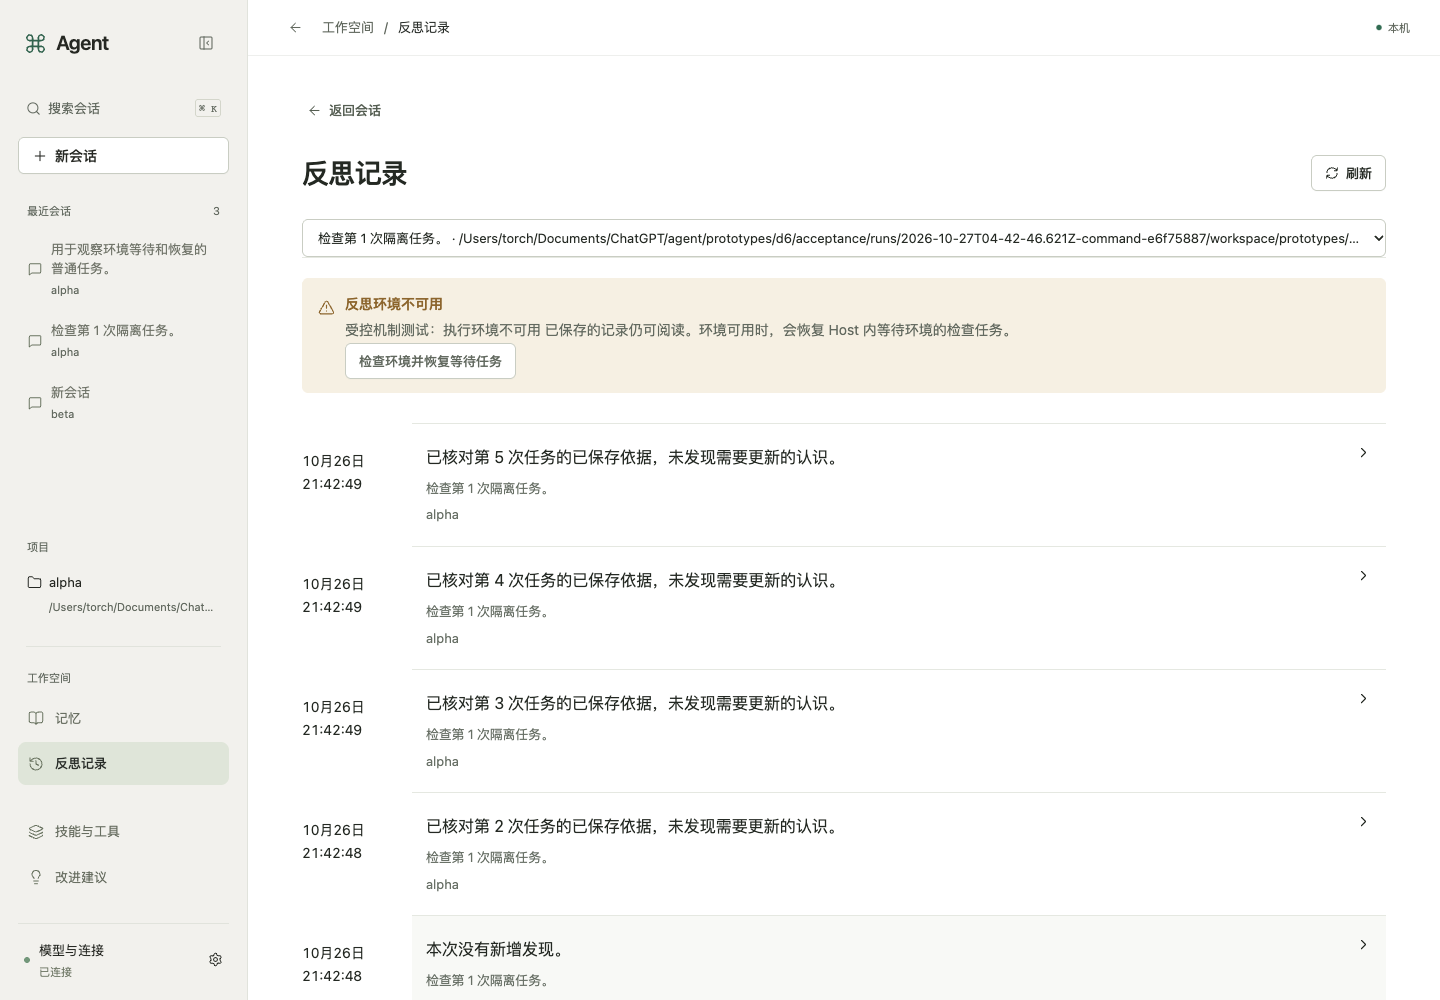 Agent
搜索会话
⌘ K
新会话
最近会话
3
用于观察环境等待和恢复的
普通任务。
alpha
检查第 1 次隔离任务。
alpha
新会话
beta
项目
alpha
/Users/torch/Documents/Chat...
工作空间
记忆
反思记录
技能与工具
改进建议
模型与连接
已连接
工作空间 / 反思记录
本机
返回会话
反思记录
刷新
检查第 1 次隔离任务。 · /Users/torch/Documents/ChatGPT/agent/prototypes/d6/acceptance/runs/2026-10-27T04-42-46.621Z-command-e6f75887/workspace/prototypes/...
反思环境不可用
受控机制测试：执行环境不可用 已保存的记录仍可阅读。环境可用时，会恢复 Host 内等待环境的检查任务。
检查环境并恢复等待任务
10月26日
21:42:49
已核对第 5 次任务的已保存依据，未发现需要更新的认识。
检查第 1 次隔离任务。
alpha
10月26日
21:42:49
已核对第 4 次任务的已保存依据，未发现需要更新的认识。
检查第 1 次隔离任务。
alpha
10月26日
21:42:49
已核对第 3 次任务的已保存依据，未发现需要更新的认识。
检查第 1 次隔离任务。
alpha
10月26日
21:42:48
已核对第 2 次任务的已保存依据，未发现需要更新的认识。
检查第 1 次隔离任务。
alpha
10月26日
21:42:48
本次没有新增发现。
检查第 1 次隔离任务。